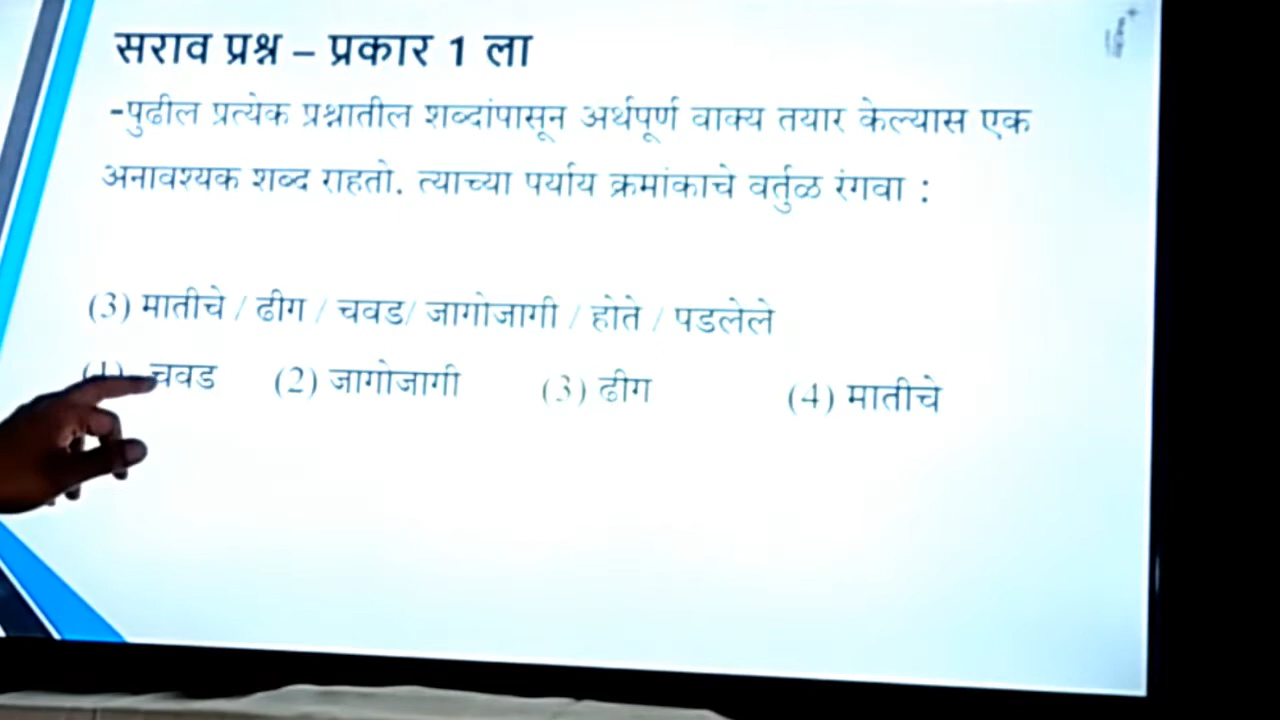 सराव प्रश्न – प्रकार 1 ला
-पुढील प्रत्येक प्रश्नातील शब्दांपासून अर्थपूर्ण वाक्य तयार केल्यास एक
अनावश्यक शब्द राहतो. त्याच्या पर्याय क्रमांकाचे वर्तुळ रंगवा :
(3) मातीचे / ढीग / चवड/ जागोजागी / होते / पडलेले
(1) चवड (2) जागोजागी (3) ढीग (4) मातीचे